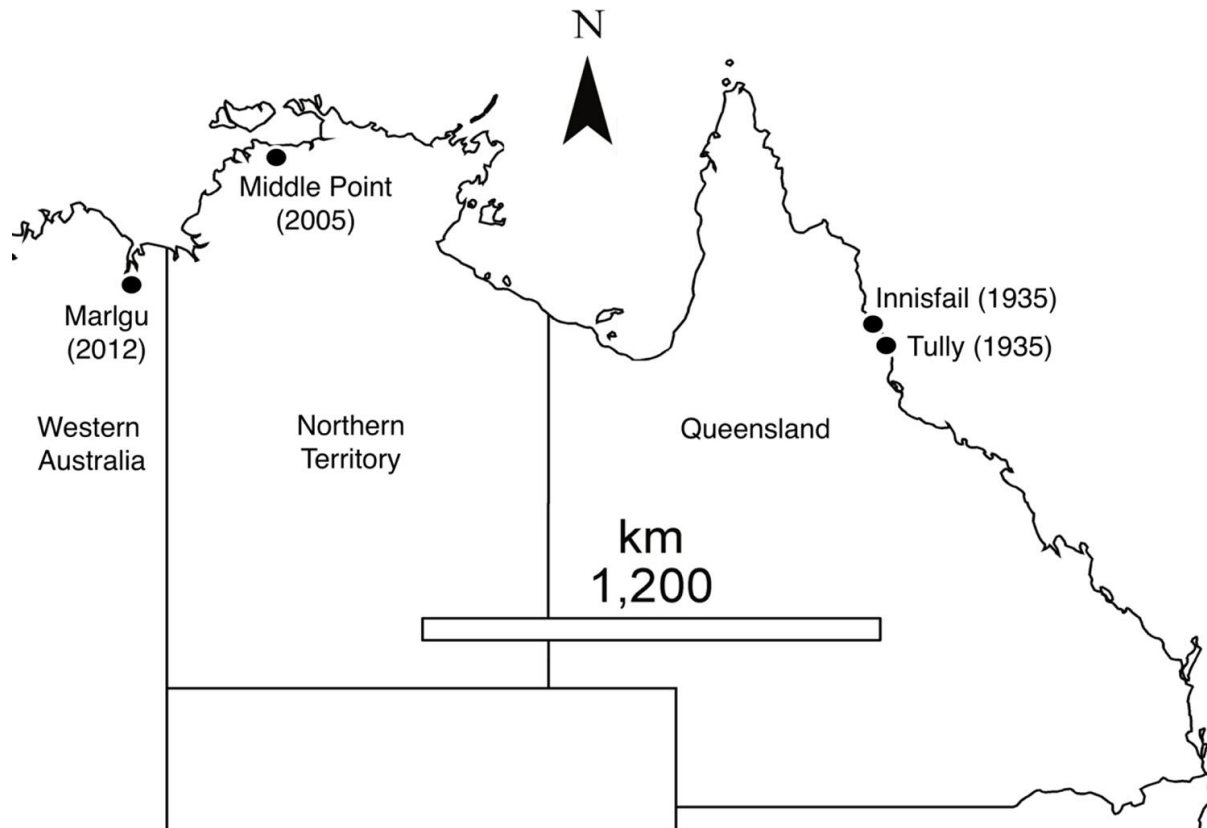 N
Middle Point
(2005)
Marlgu
(2012)
Innisfail (1935)
Tully (1935)
Western
Australia
Northern
Territory
Queensland
km
1,200